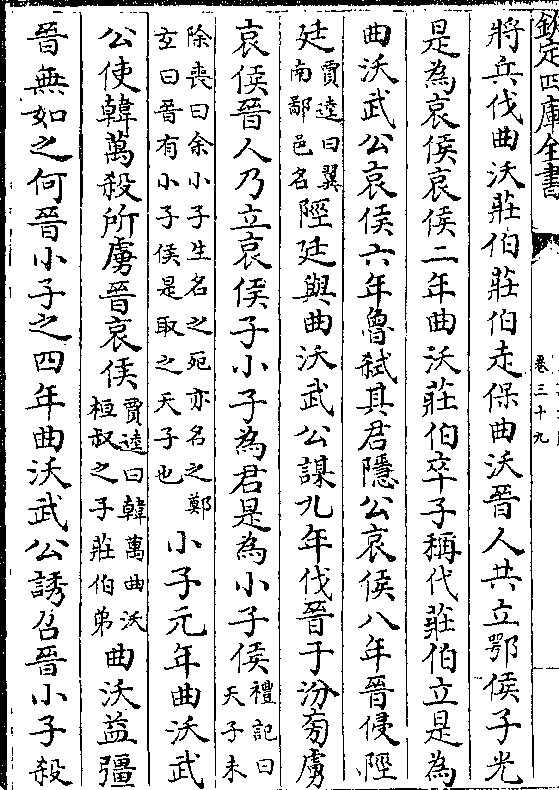 欽定四庫全書
卷三十九
將兵伐曲沃莊伯莊伯走保曲沃晉人共立鄂侯子光
是為哀侯哀侯二年曲沃莊伯卒子稱代莊伯立是為
曲沃武公哀侯六年魯弑其君隱公哀侯八年晉侵陘
廷賈逵曰翼南鄙邑名陘廷與曲沃武公謀九年伐晉于汾旁虜
哀侯晉人乃立哀侯子小子為君是為小子侯禮記曰天子未
除喪曰余小子生名之死亦名之鄭玄曰晉有小子侯是取之天子也小子元年曲沃武
公使韓萬殺所虜晉哀侯賈逵曰韓萬曲沃桓叔之子莊伯弟曲沃益彊
晉無如之何晉小子之四年曲沃武公誘召晉小子殺